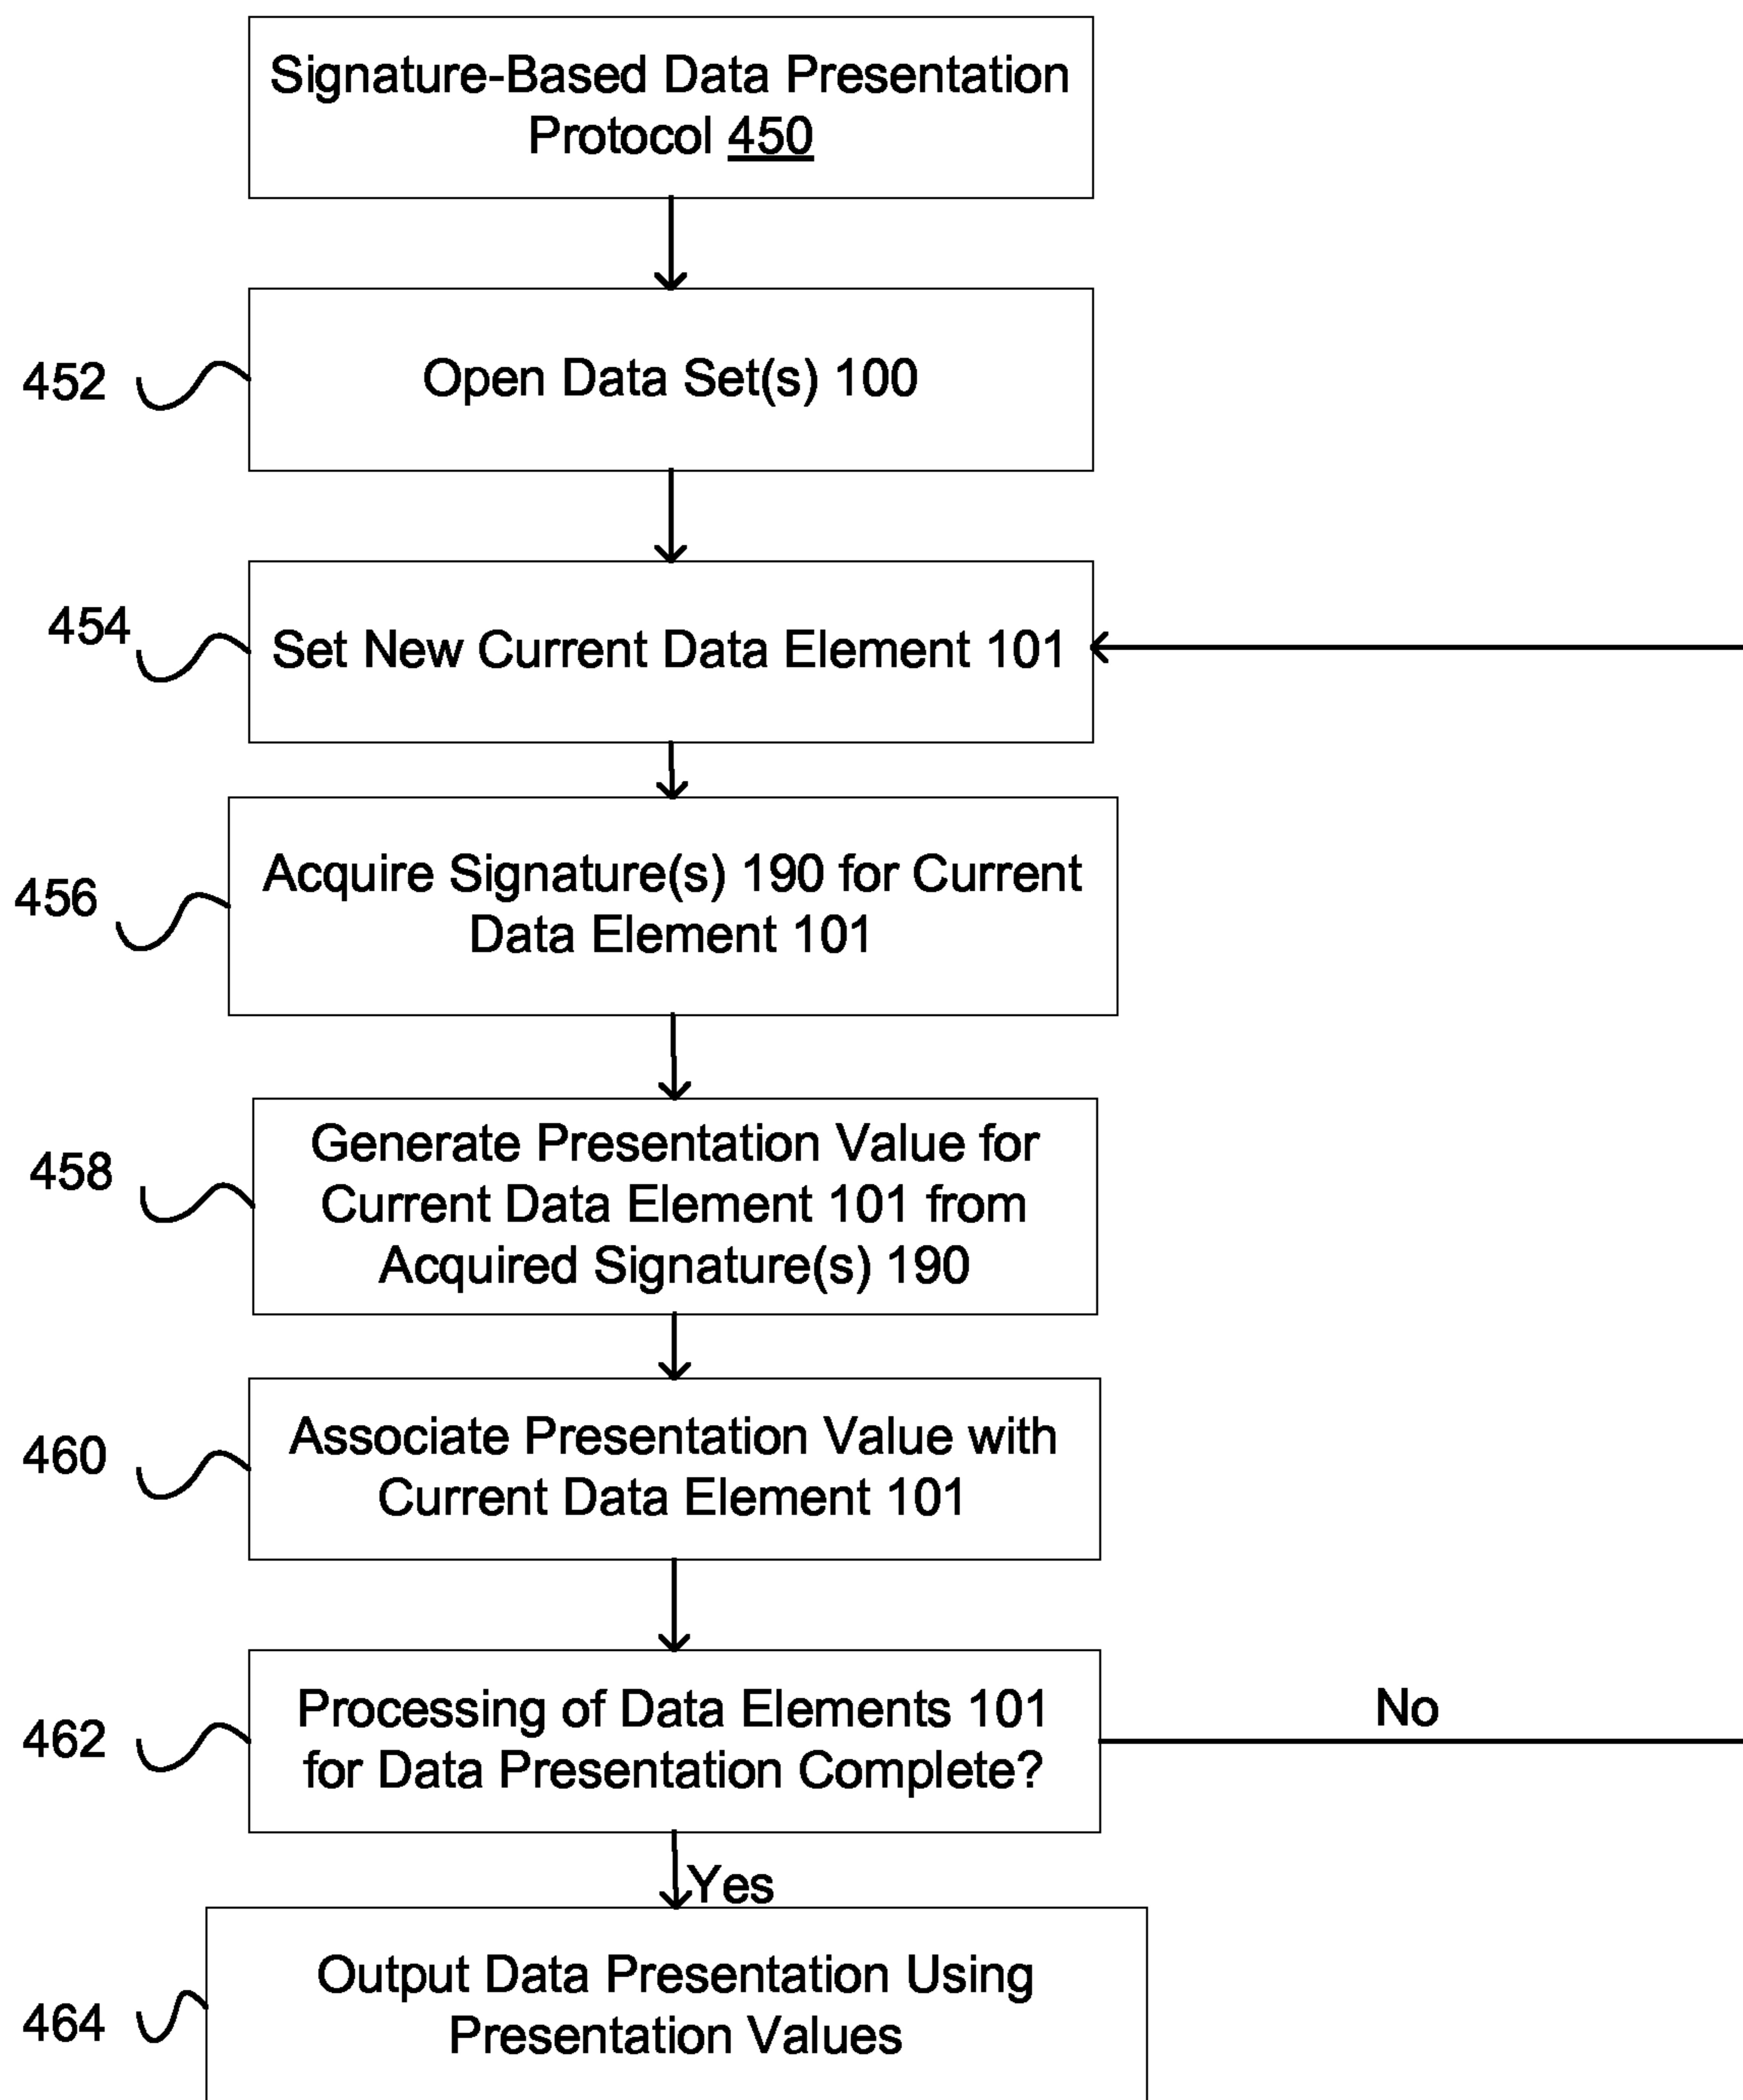 Signature-Based Data Presentation
Protocol 450
452
Open Data Set(s) 100
454
Set New Current Data Element 101
456
Acquire Signature(s) 190 for Current
Data Element 101
458
Generate Presentation Value for
Current Data Element 101 from
Acquired Signature(s) 190
460
Associate Presentation Value with
Current Data Element 101
462
Processing of Data Elements 101
for Data Presentation Complete?
No
Yes
464
Output Data Presentation Using
Presentation Values